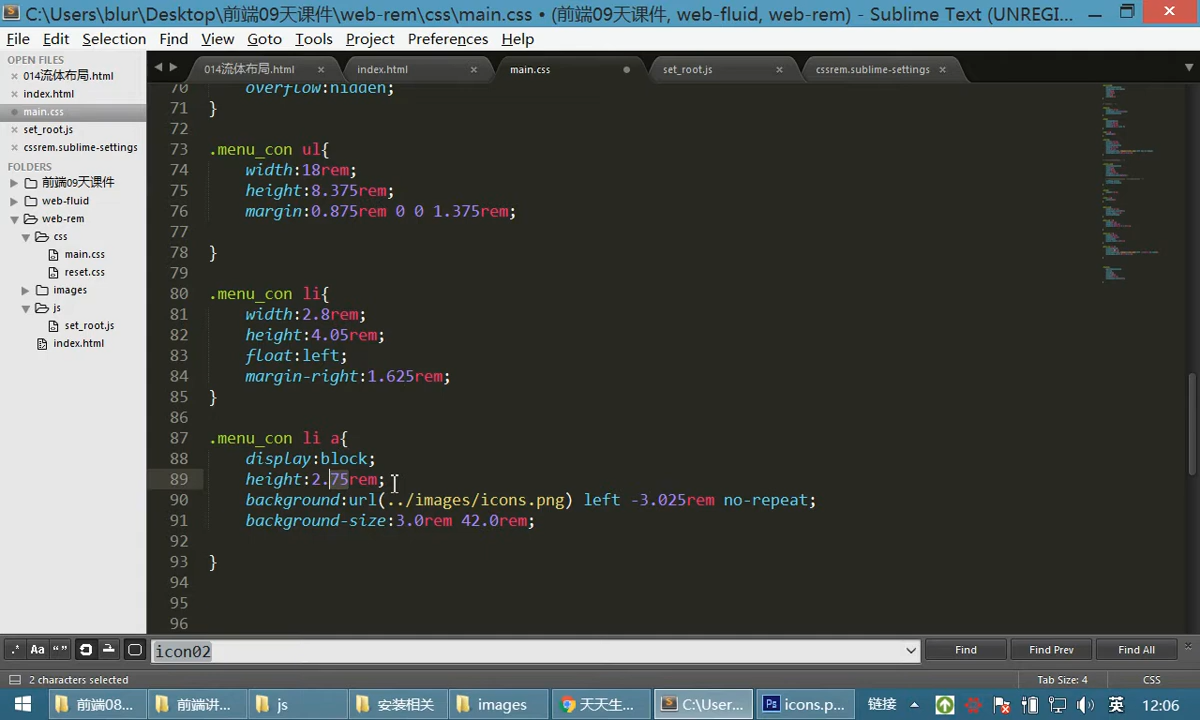 C:\Users\blur\Desktop\前端09天课件\web-rem\css\main.css • (前端09天课件, web-fluid, web-rem) - Sublime Text (UNREGI...
File Edit Selection Find View Goto Tools Project Preferences Help
OPEN FILES
014流体布局.html
index.html
main.css
set_root.js
cssrem.sublime-settings
FOLDERS
前端09天课件
web-fluid
web-rem
css
main.css
reset.css
images
js
set_root.js
index.html
014流体布局.html × index.html × main.css • set_root.js × cssrem.sublime-settings ×
70 overflow:hidden;
71 }
72
73 .menu_con ul{
74 width:18rem;
75 height:8.375rem;
76 margin:0.875rem 0 0 1.375rem;
77
78 }
79
80 .menu_con li{
81 width:2.8rem;
82 height:4.05rem;
83 float:left;
84 margin-right:1.625rem;
85 }
86
87 .menu_con li a{
88 display:block;
89 height:2.75rem;
90 background:url(../images/icons.png) left -3.025rem no-repeat;
91 background-size:3.0rem 42.0rem;
92
93 }
94
95
96
.* Aa “ ” icon02 Find Find Prev Find All
2 characters selected Tab Size: 4 CSS
前端08... 前端讲... js 安装相关 images 天天生... C:\User... icons.p... 链接 英 12:06